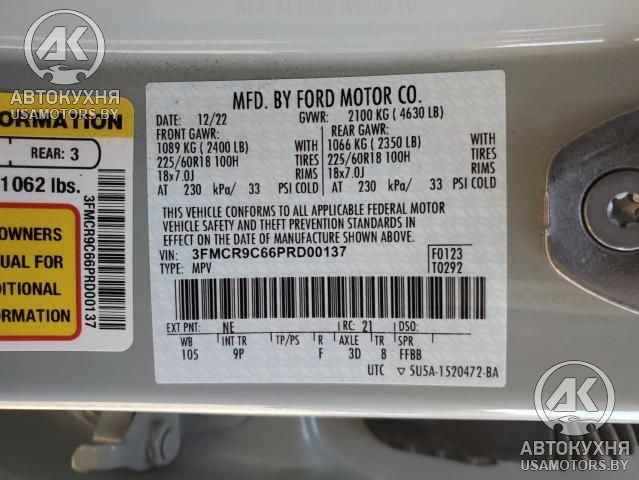 АВТОКУХНЯ
USAMOTORS.BY
АВТОКУХНЯ
USAMOTORS.BY
ORMATION
REAR: 3
1062 lbs.
OWNERS
UAL FOR
DITIONAL
ORMATION
3FMCR9C66PRD00137
MFD. BY FORD MOTOR CO.
DATE: 12/22 GVWR: 2100 KG ( 4630 LB)
FRONT GAWR: REAR GAWR:
1089 KG ( 2400 LB) WITH 1066 KG ( 2350 LB) WITH
225/60R18 100H TIRES 225/60R18 100H TIRES
18x7.0J RIMS 18x7.0J RIMS
AT 230 kPa/ 33 PSI COLD AT 230 kPa/ 33 PSI COLD
THIS VEHICLE CONFORMS TO ALL APPLICABLE FEDERAL MOTOR
VEHICLE SAFETY AND THEFT PREVENTION STANDARDS IN
EFFECT ON THE DATE OF MANUFACTURE SHOWN ABOVE.
VIN: 3FMCR9C66PRD00137 F0123
TYPE: MPV T0292
EXT PNT: NE RC: 21 DSO:
WB INT TR TP/PS R AXLE TR SPR
105 9P F 3D 8 FFBB
UTC ▽5U5A-1520472-BA
АВТОКУХНЯ
USAMOTORS.BY
АВТОКУХНЯ
USAMOTORS.BY